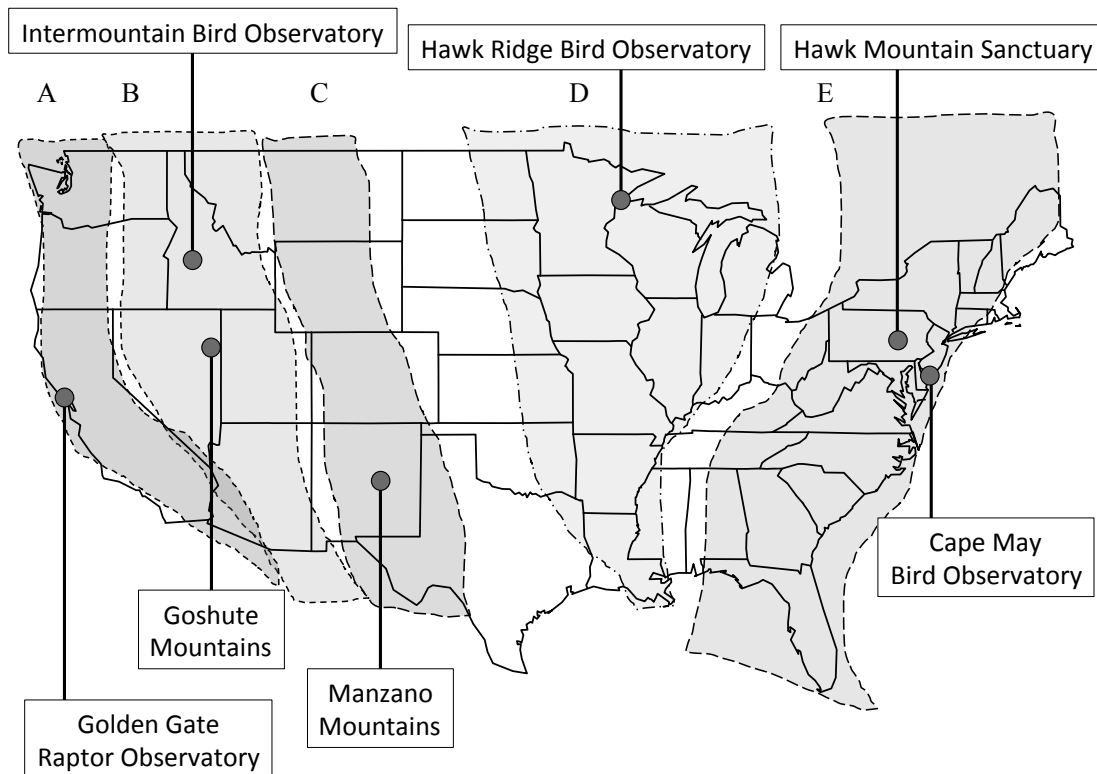 Intermountain Bird Observatory
Hawk Ridge Bird Observatory
Hawk Mountain Sanctuary
A
B
C
D
E
Cape May
Bird Observatory
Goshute
Mountains
Manzano
Mountains
Golden Gate
Raptor Observatory